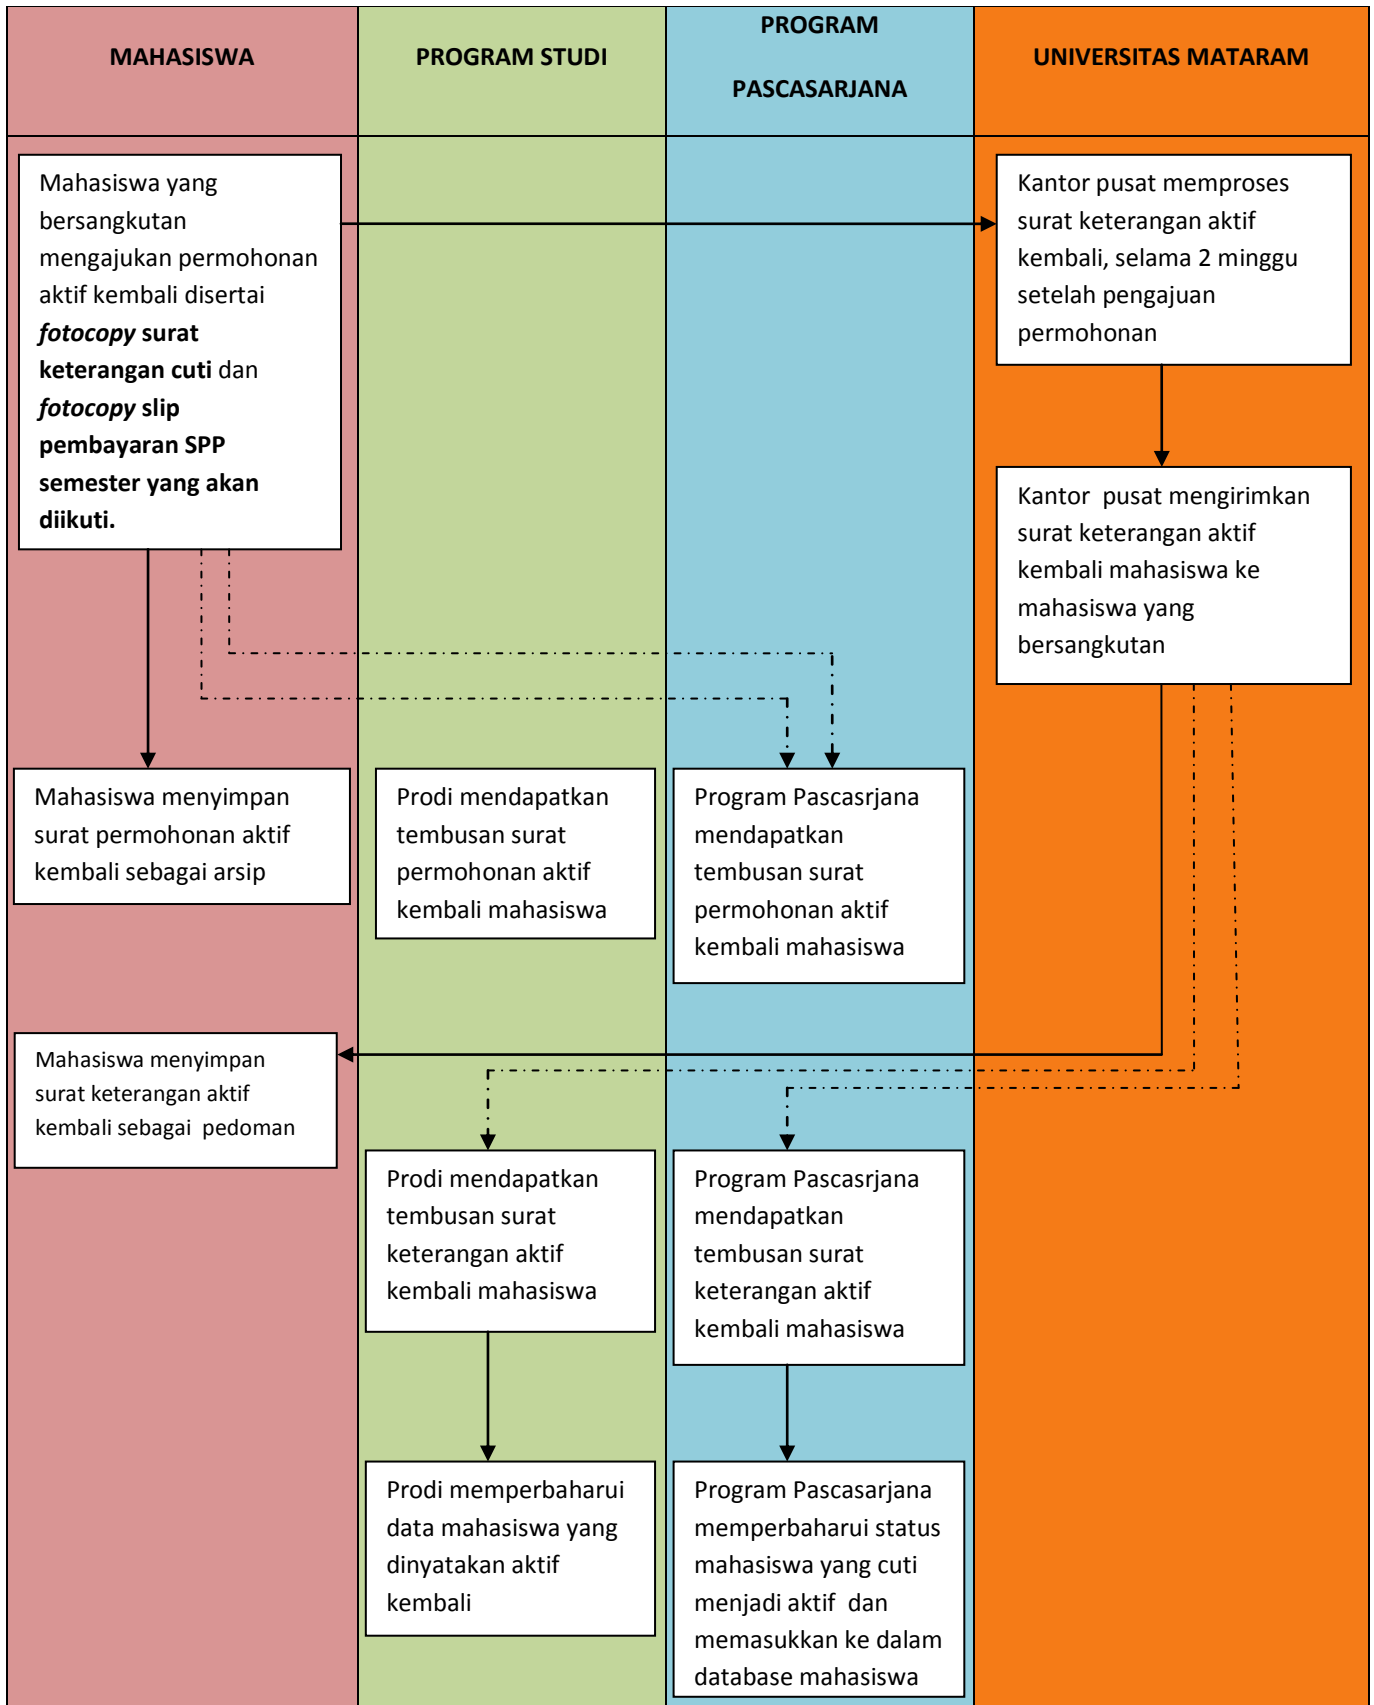 MAHASISWA
PROGRAM STUDI
PROGRAM
PASCASARJANA
UNIVERSITAS MATARAM
Mahasiswa yang
bersangkutan
mengajukan permohonan
aktif kembali disertai
fotocopy surat
keterangan cuti dan
fotocopy slip
pembayaran SPP
semester yang akan
diikuti.
Kantor pusat memproses
surat keterangan aktif
kembali, selama 2 minggu
setelah pengajuan
permohonan
Kantor pusat mengirimkan
surat keterangan aktif
kembali mahasiswa ke
mahasiswa yang
bersangkutan
Mahasiswa menyimpan
surat permohonan aktif
kembali sebagai arsip
Prodi mendapatkan
tembusan surat
permohonan aktif
kembali mahasiswa
Program Pascasrjana
mendapatkan
tembusan surat
permohonan aktif
kembali mahasiswa
Mahasiswa menyimpan
surat keterangan aktif
kembali sebagai pedoman
Prodi mendapatkan
tembusan surat
keterangan aktif
kembali mahasiswa
Program Pascasrjana
mendapatkan
tembusan surat
keterangan aktif
kembali mahasiswa
Prodi memperbaharui
data mahasiswa yang
dinyatakan aktif
kembali
Program Pascasarjana
memperbaharui status
mahasiswa yang cuti
menjadi aktif dan
memasukkan ke dalam
database mahasiswa